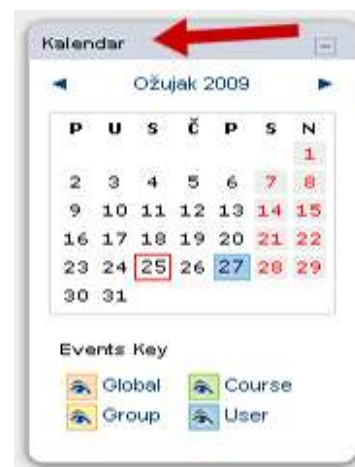 Kalendar
Ožujak 2009
P U S Č P S N
1
2 3 4 5 6 7 8
9 10 11 12 13 14 15
16 17 18 19 20 21 22
23 24 25 26 27 28 29
30 31
Events Key
Global Course
Group User